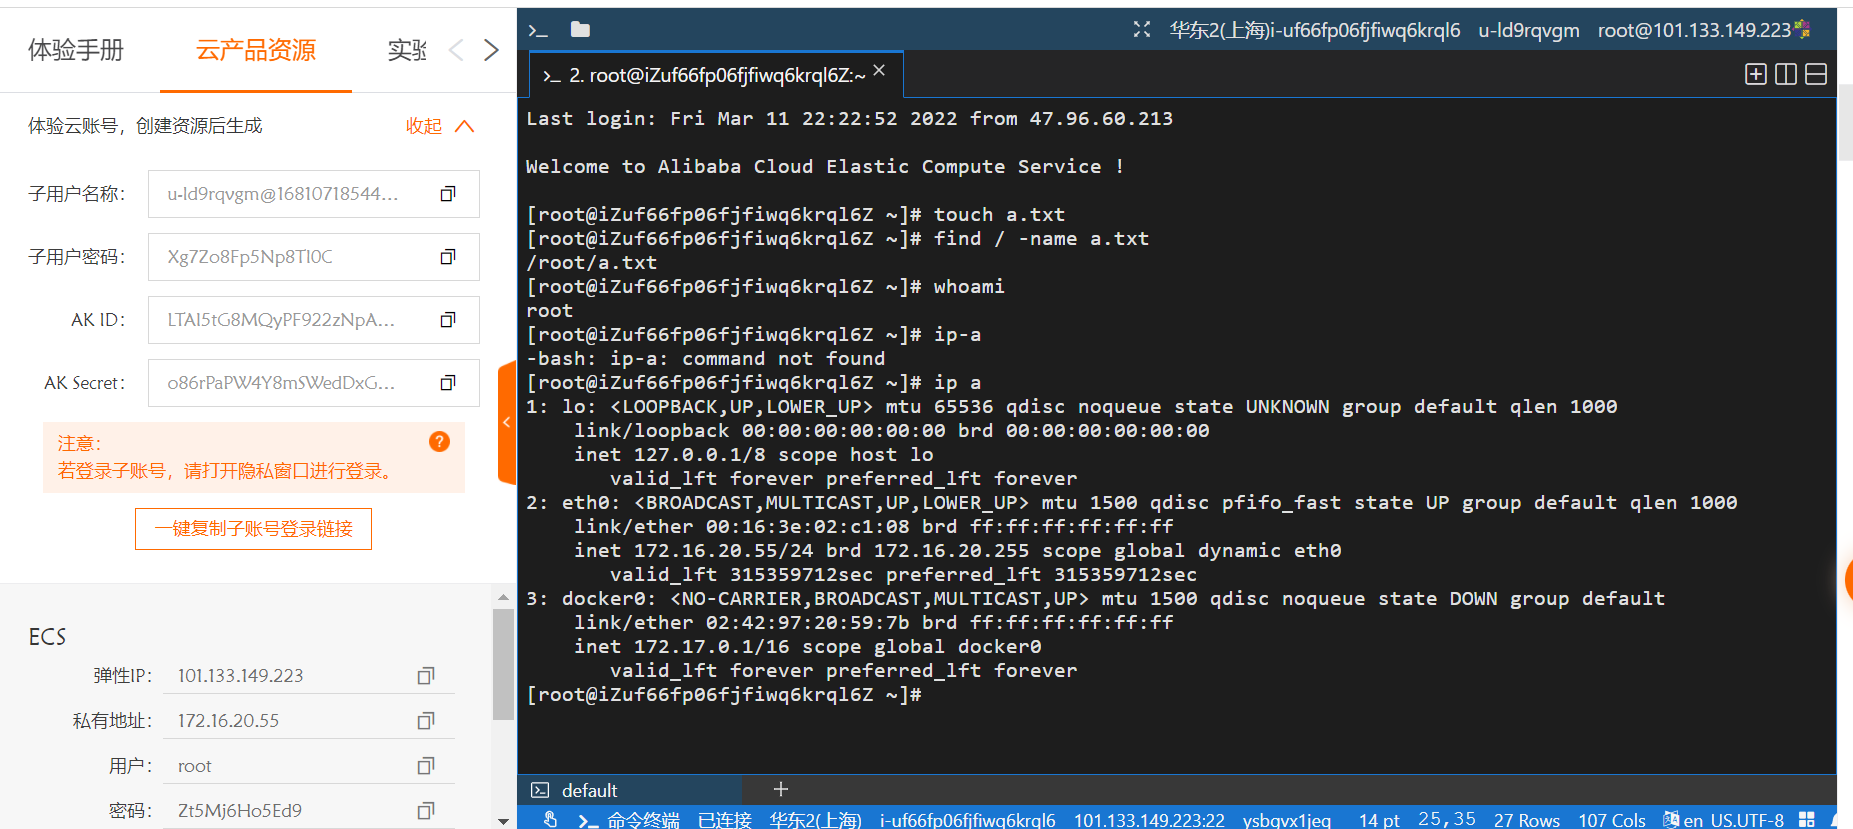 体验手册 云产品资源 实验
体验云账号，创建资源后生成 收起
子用户名称： u-ld9rqvgm@16810718544...
子用户密码： Xg7Zo8Fp5Np8Tl0C
AK ID： LTAI5tG8MQyPF922zNpA...
AK Secret： o86rPaPW4Y8mSWedDxG...
注意：
若登录子账号，请打开隐私窗口进行登录。
一键复制子账号登录链接
ECS
弹性IP： 101.133.149.223
私有地址： 172.16.20.55
用户： root
密码： Zt5Mj6Ho5Ed9
华东2(上海)i-uf66fp06fjfiwq6krql6 u-ld9rqvgm root@101.133.149.223
2. root@iZuf66fp06fjfiwq6krql6Z:~
Last login: Fri Mar 11 22:22:52 2022 from 47.96.60.213
Welcome to Alibaba Cloud Elastic Compute Service !
[root@iZuf66fp06fjfiwq6krql6Z ~]# touch a.txt
[root@iZuf66fp06fjfiwq6krql6Z ~]# find / -name a.txt
/root/a.txt
[root@iZuf66fp06fjfiwq6krql6Z ~]# whoami
root
[root@iZuf66fp06fjfiwq6krql6Z ~]# ip-a
-bash: ip-a: command not found
[root@iZuf66fp06fjfiwq6krql6Z ~]# ip a
1: lo: <LOOPBACK,UP,LOWER_UP> mtu 65536 qdisc noqueue state UNKNOWN group default qlen 1000
link/loopback 00:00:00:00:00:00 brd 00:00:00:00:00:00
inet 127.0.0.1/8 scope host lo
valid_lft forever preferred_lft forever
2: eth0: <BROADCAST,MULTICAST,UP,LOWER_UP> mtu 1500 qdisc pfifo_fast state UP group default qlen 1000
link/ether 00:16:3e:02:c1:08 brd ff:ff:ff:ff:ff:ff
inet 172.16.20.55/24 brd 172.16.20.255 scope global dynamic eth0
valid_lft 315359712sec preferred_lft 315359712sec
3: docker0: <NO-CARRIER,BROADCAST,MULTICAST,UP> mtu 1500 qdisc noqueue state DOWN group default
link/ether 02:42:97:20:59:7b brd ff:ff:ff:ff:ff:ff
inet 172.17.0.1/16 scope global docker0
valid_lft forever preferred_lft forever
[root@iZuf66fp06fjfiwq6krql6Z ~]#
default
命令终端 已连接 华东2(上海) i-uf66fp06fjfiwq6krql6 101.133.149.223:22 ysbgvx1jeq 14 pt 25,35 27 Rows 107 Cols en_US.UTF-8